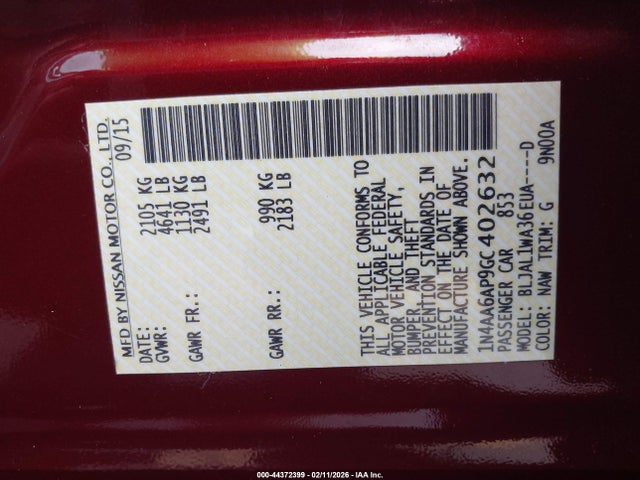 MFD BY NISSAN MOTOR CO., LTD.
DATE: 09/15
GVWR: 2105 KG
4641 LB
GAWR FR.: 1130 KG
2491 LB
GAWR RR.: 990 KG
2183 LB
THIS VEHICLE CONFORMS TO
ALL APPLICABLE FEDERAL
MOTOR VEHICLE SAFETY,
BUMPER, AND THEFT
PREVENTION STANDARDS IN
EFFECT ON THE DATE OF
MANUFACTURE SHOWN ABOVE.
1N4AA6AP9GC402632
PASSENGER CAR 853
MODEL: BLJAL1WA36EUA----D
COLOR: NAW TRIM: G 9N00A
000-44372399 - 02/11/2026 - IAA Inc.